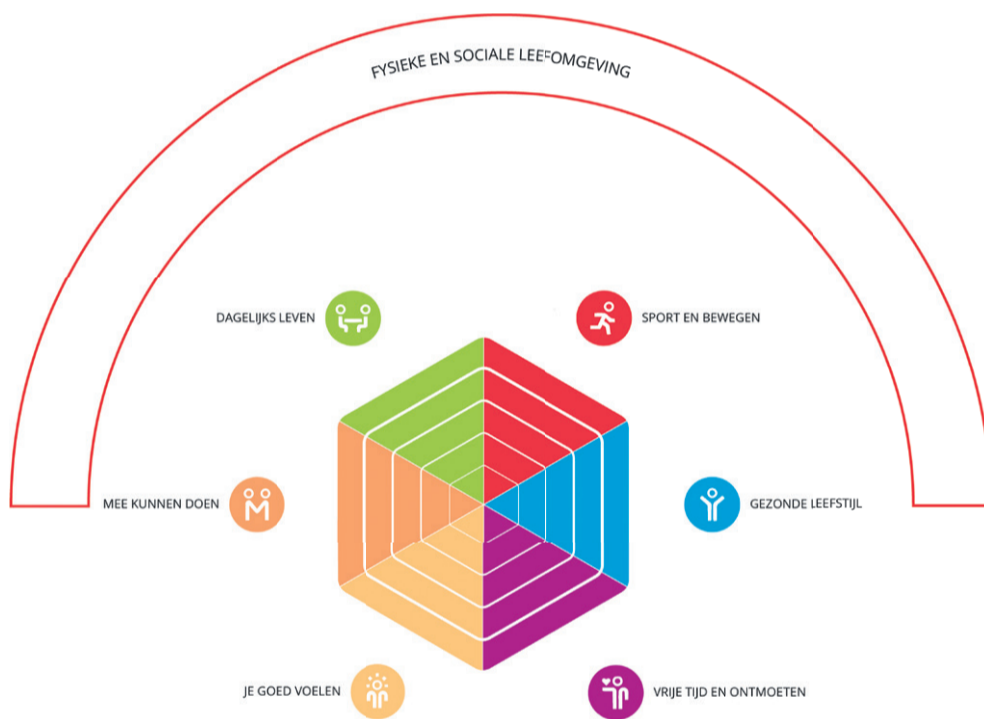 FYSIEKE EN SOCIALE LEEFOMGEVING
DAGELIJKS LEVEN
SPORT EN BEWEGEN
MEE KUNNEN DOEN
GEZONDE LEEFSTIJL
JE GOED VOELEN
VRIJE TIJD EN ONTMOETEN